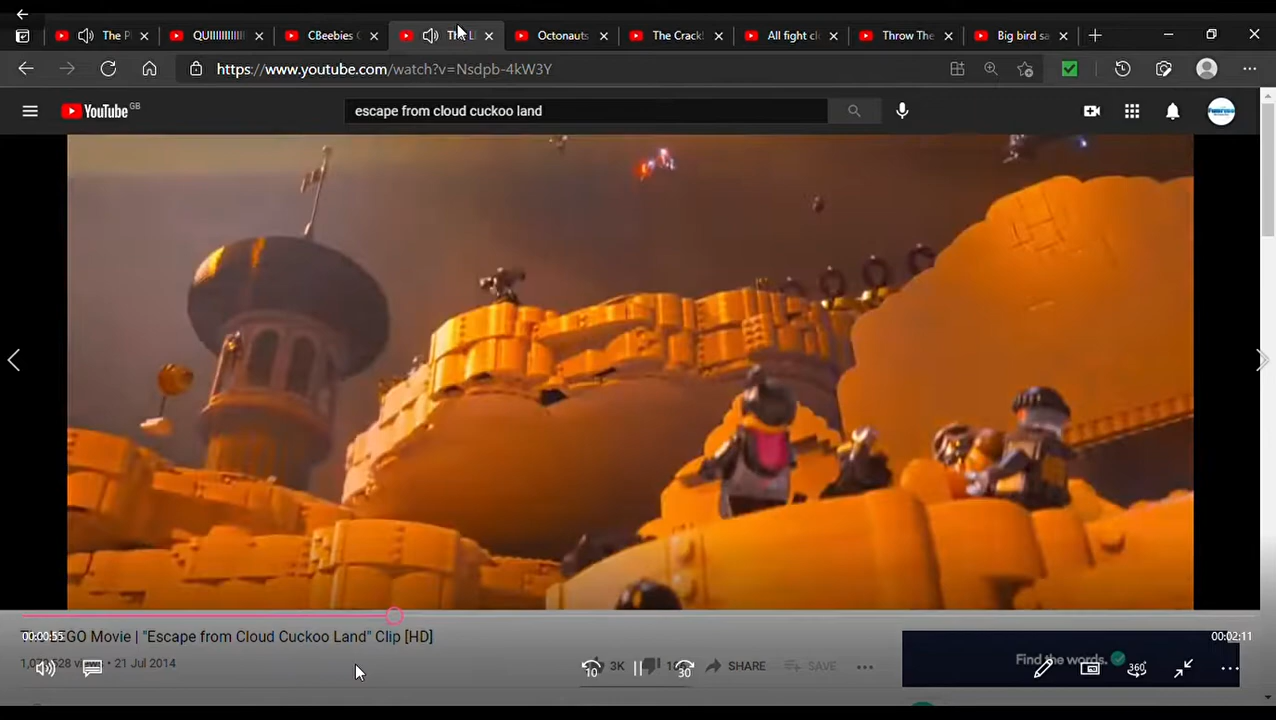 The P
QUIIIIIIIIII
CBeebies
The L
Octonauts
The Crack!
All fight cl
Throw The
Big bird sa
https://www.youtube.com/watch?v=Nsdpb-4kW3Y
YouTube GB
escape from cloud cuckoo land
00:00:55
LEGO Movie | "Escape from Cloud Cuckoo Land" Clip [HD]
00:02:11
21 Jul 2014
10
3K
30
SHARE
SAVE
Find the words.
360